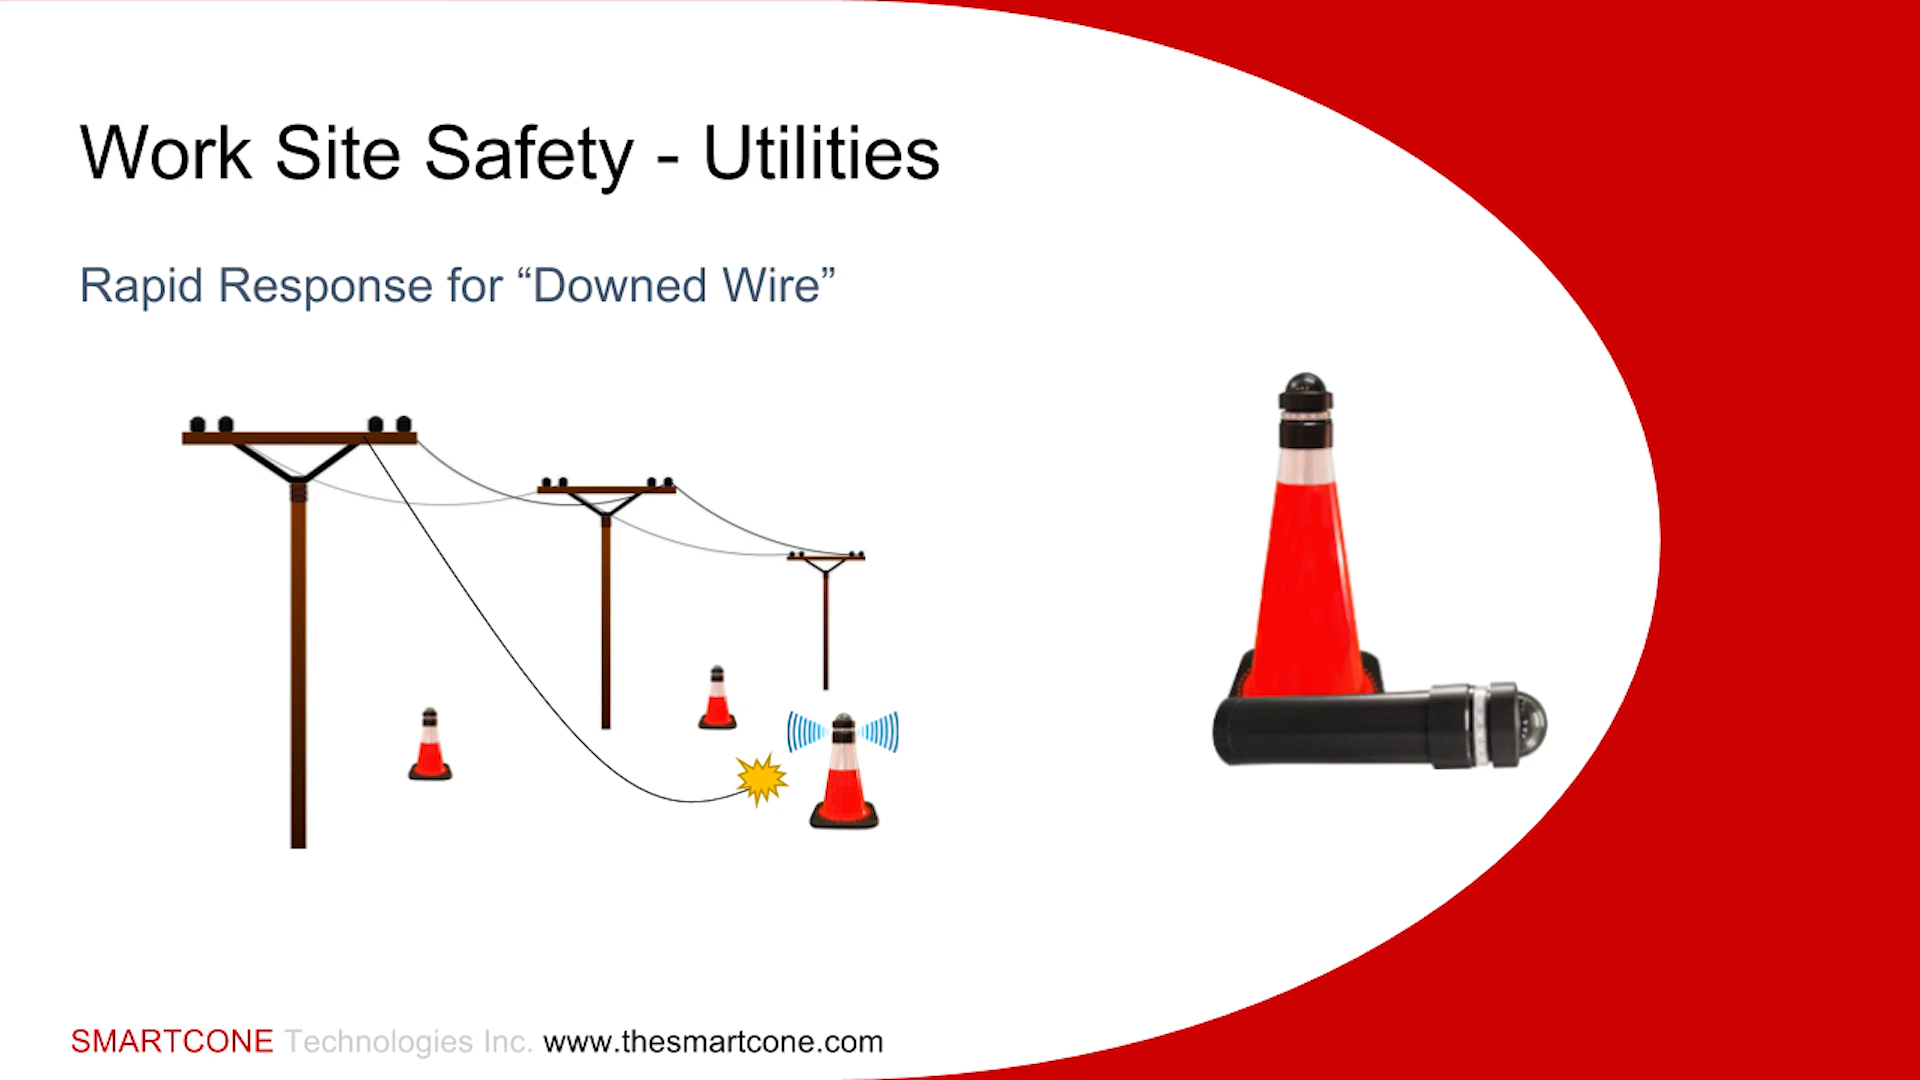 Work Site Safety - Utilities
Rapid Response for “Downed Wire”
SMARTCONE Technologies Inc. www.thesmartcone.com